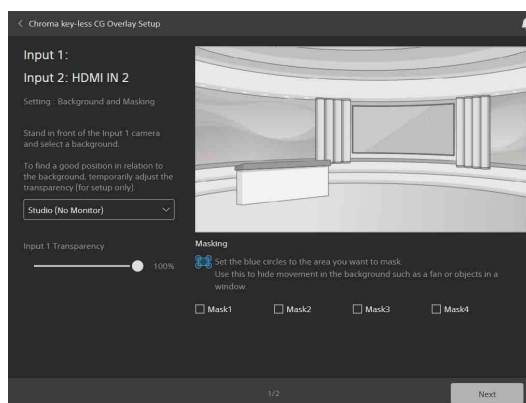 Chroma key-less CG Overlay Setup
Input 1:
Input 2: HDMI IN 2
Setting : Background and Masking
Stand in front of the Input 1 camera
and select a background.
To find a good position in relation to
the background, temporarily adjust the
transparency [for setup only].
Studio (No Monitor)
Input 1 Transparency
100%
Masking
Set the blue circles to the area you want to mask.
Use this to hide movement in the background such as a fan or objects in a
window.
Mask1 Mask2 Mask3 Mask4
1/2
Next